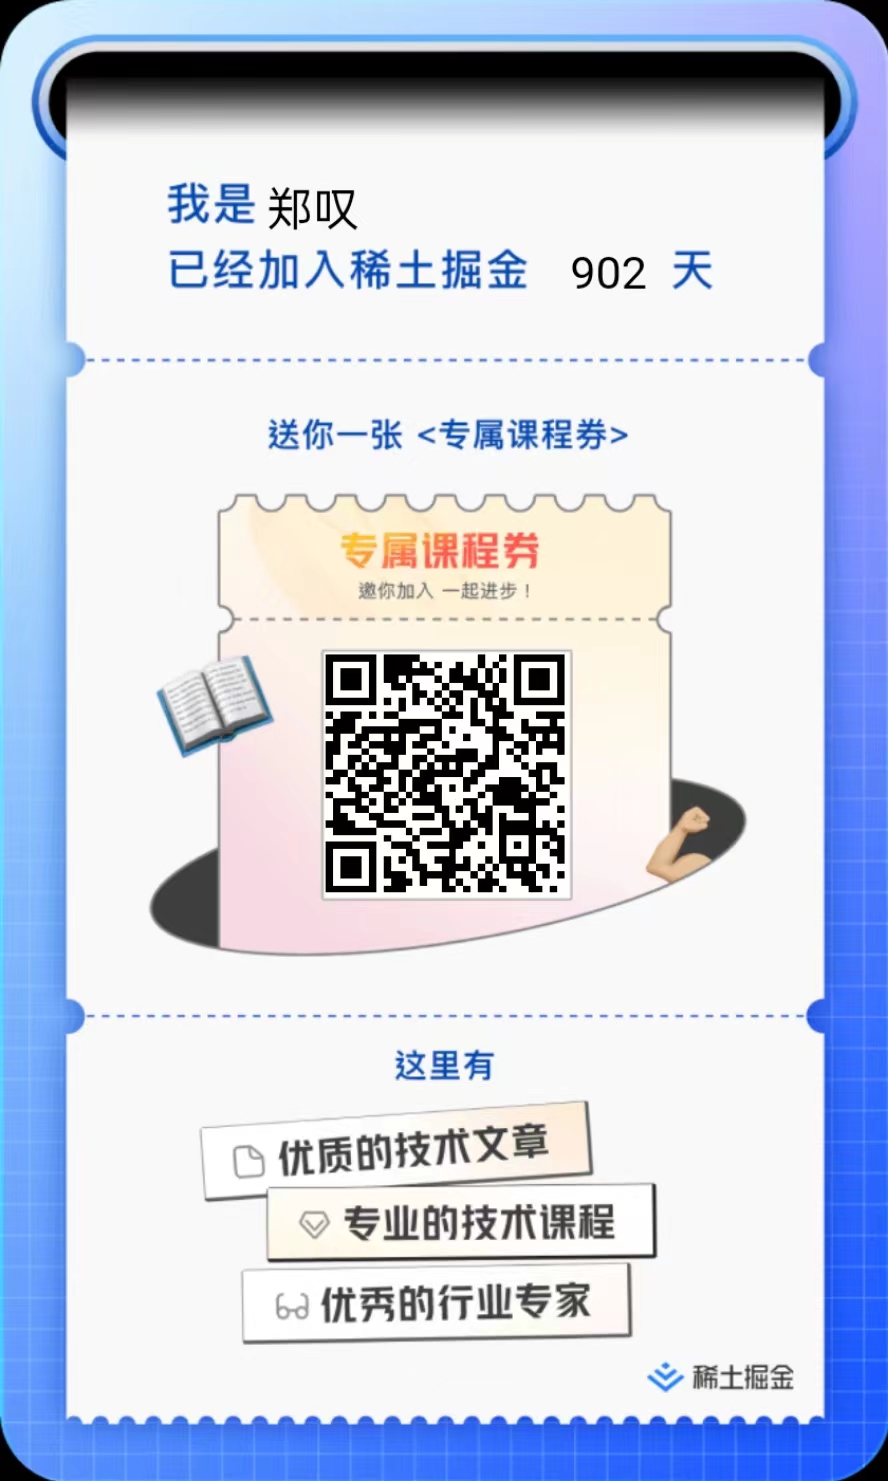 我是 郑叹
已经加入稀土掘金 902 天
送你一张 <专属课程券>
专属课程券
邀你加入 一起进步！
这里有
优质的技术文章
专业的技术课程
优秀的行业专家
稀土掘金